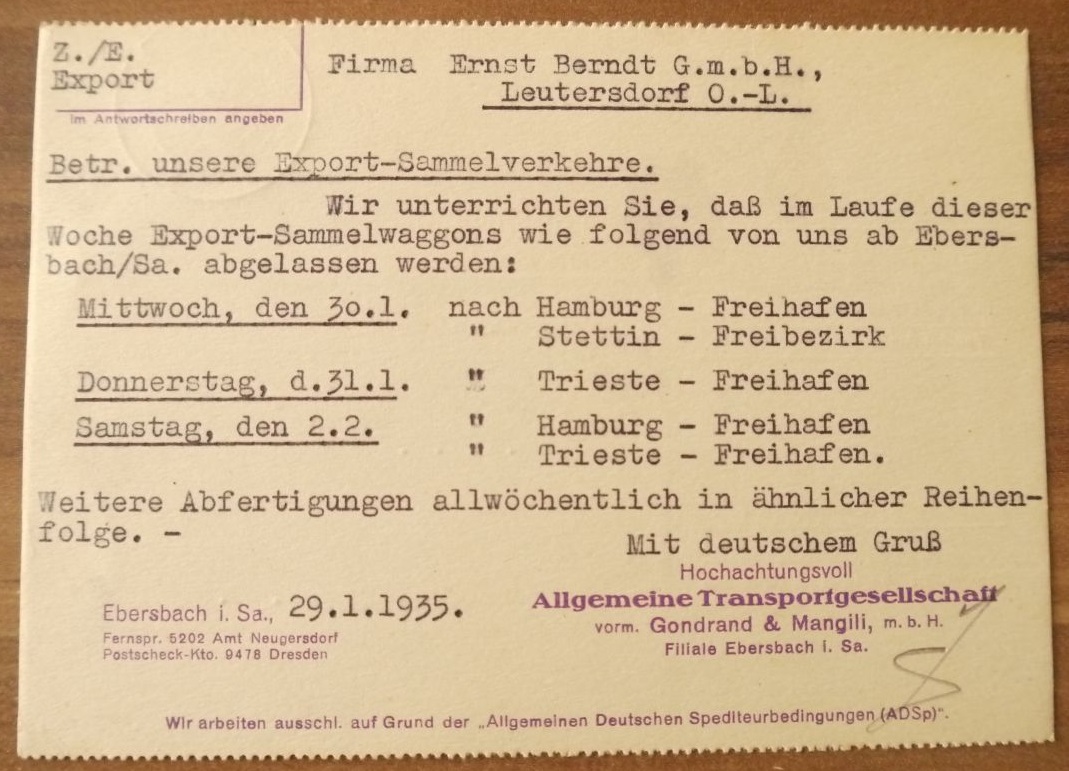 Z./E.
Export
im Antwortschreiben angeben
Firma Ernst Berndt G.m.b.H.,
Leutersdorf O.-L.
Betr. unsere Export-Sammelverkehre.
Wir unterrichten Sie, daß im Laufe dieser
Woche Export-Sammelwaggons wie folgend von uns ab Ebers-
bach/Sa. abgelassen werden:
Mittwoch, den 30.1. nach Hamburg - Freihafen
" Stettin - Freibezirk
Donnerstag, d.31.1. " Trieste - Freihafen
Samstag, den 2.2. " Hamburg - Freihafen
" Trieste - Freihafen.
Weitere Abfertigungen allwöchentlich in ähnlicher Reihen-
folge. -
Mit deutschem Gruß
Hochachtungsvoll
Allgemeine Transportgesellschaft
vorm. Gondrand & Mangili, m. b. H.
Filiale Ebersbach i. Sa.
Ebersbach i. Sa., 29.1.1935.
Fernspr. 5202 Amt Neugersdorf
Postscheck-Kto. 9478 Dresden
Wir arbeiten ausschl. auf Grund der „Allgemeinen Deutschen Spediteurbedingungen (ADSp)“.